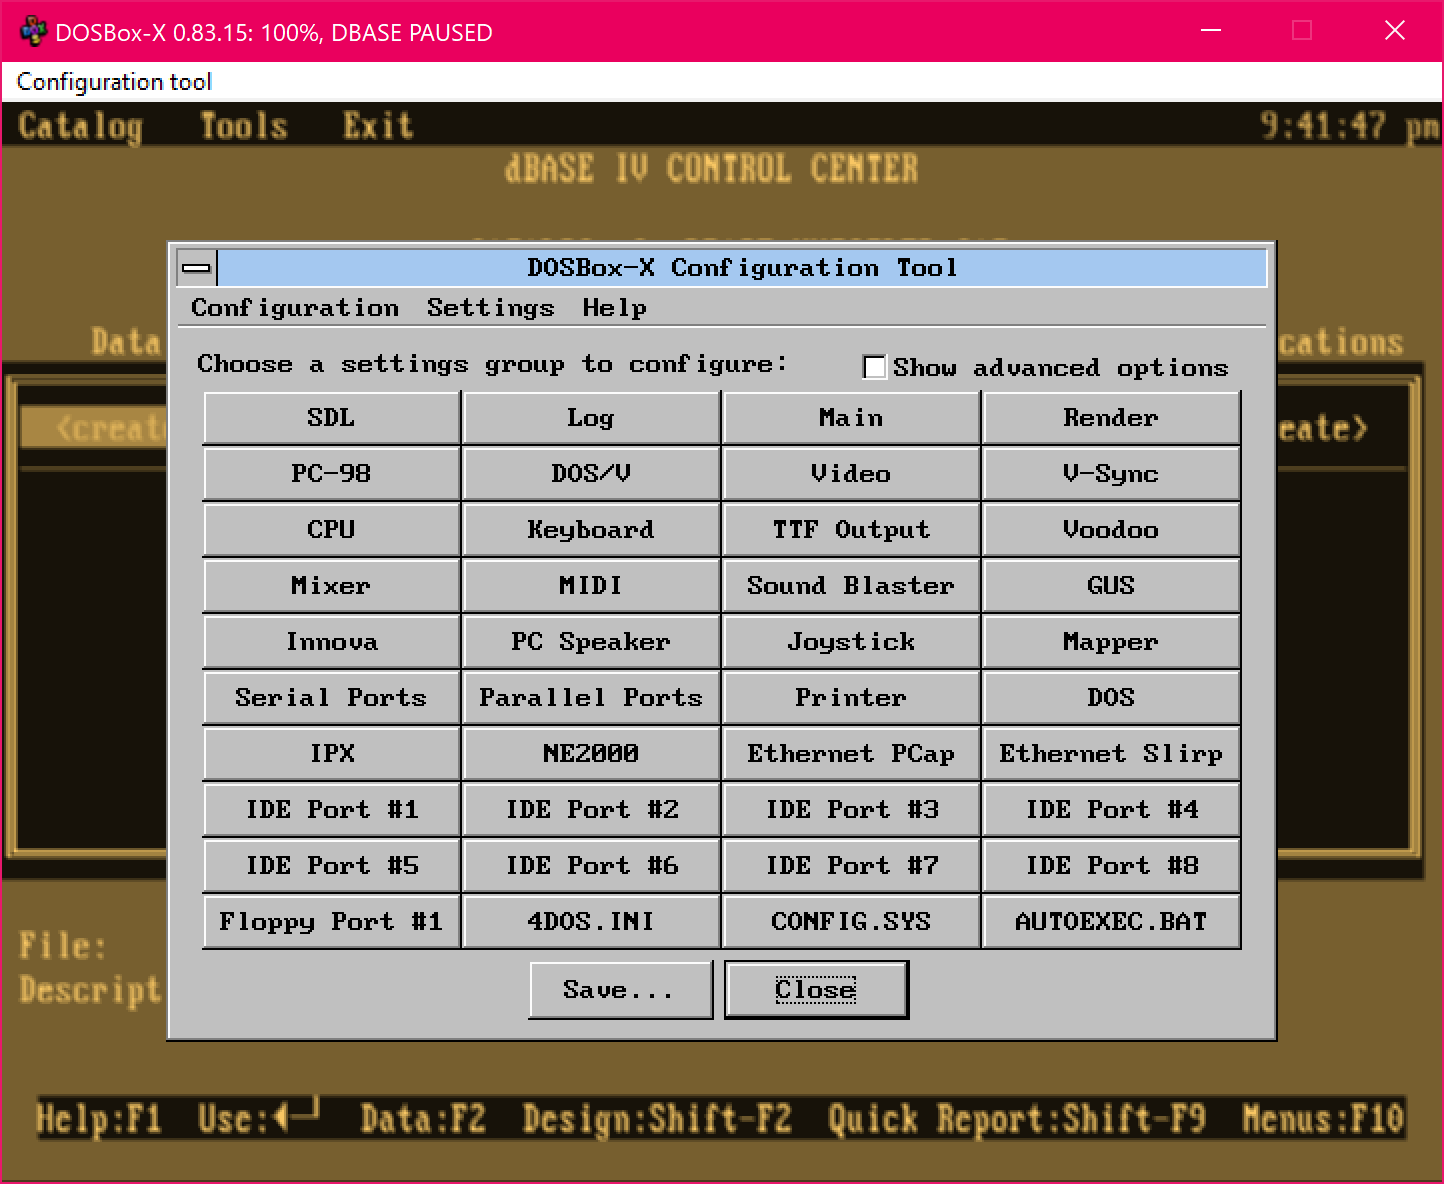 DOSBox-X 0.83.15: 100%, DBASE PAUSED
Configuration tool
Catalog Tools Exit 9:41:47 pm
dBASE IV CONTROL CENTER
DOSBox-X Configuration Tool
Configuration Settings Help
Data
Choose a settings group to configure: Show advanced options
SDL Log Main Render
PC-98 DOS/V Video V-Sync
CPU Keyboard TTF Output Voodoo
Mixer MIDI Sound Blaster GUS
Innova PC Speaker Joystick Mapper
Serial Ports Parallel Ports Printer DOS
IPX NE2000 Ethernet PCap Ethernet Slirp
IDE Port #1 IDE Port #2 IDE Port #3 IDE Port #4
IDE Port #5 IDE Port #6 IDE Port #7 IDE Port #8
Floppy Port #1 4DOS.INI CONFIG.SYS AUTOEXEC.BAT
File:
Save... Close
Help:F1 Use: Data:F2 Design:Shift-F2 Quick Report:Shift-F9 Menus:F10